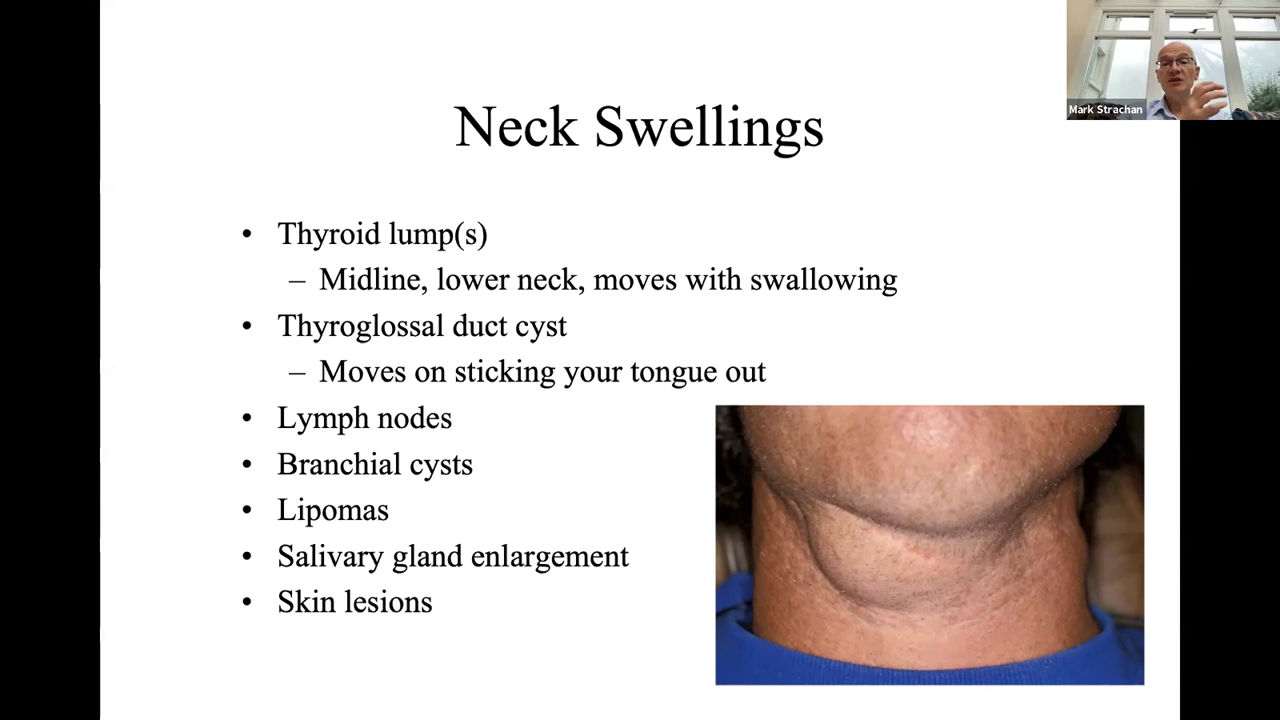 Mark Strachan
Neck Swellings
• Thyroid lump(s)
– Midline, lower neck, moves with swallowing
• Thyroglossal duct cyst
– Moves on sticking your tongue out
• Lymph nodes
• Branchial cysts
• Lipomas
• Salivary gland enlargement
• Skin lesions